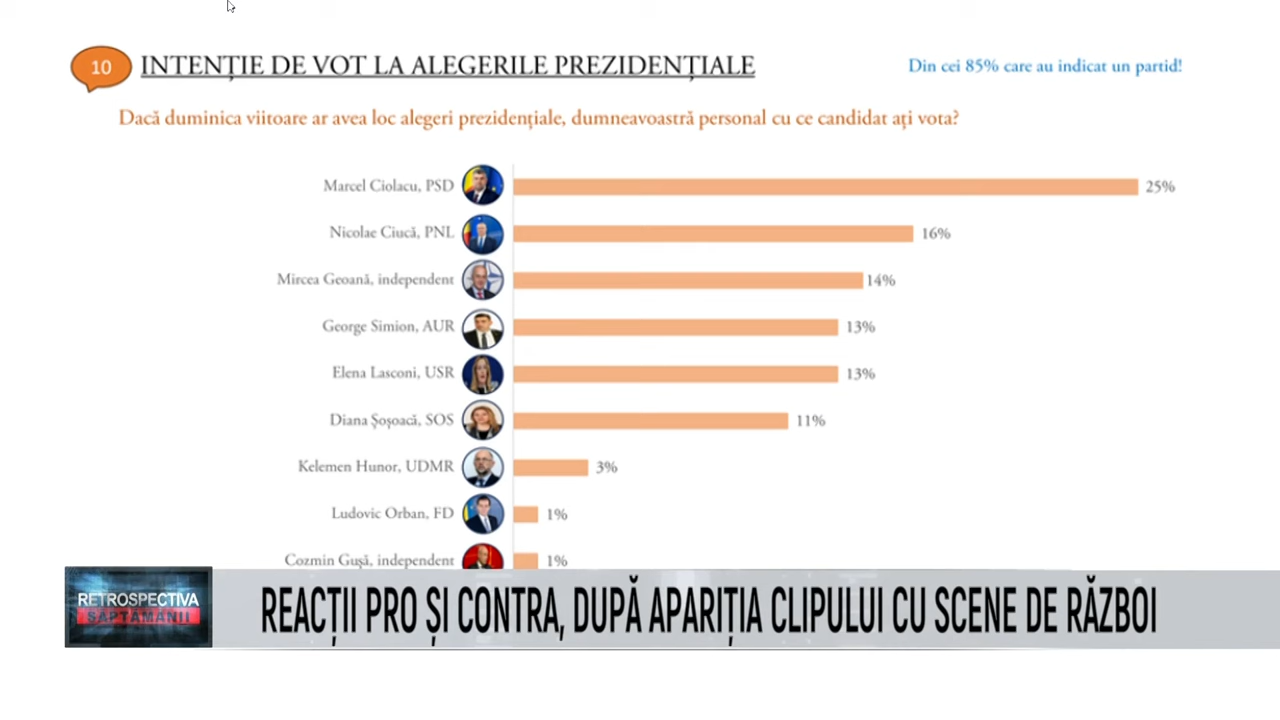 10
INTENȚIE DE VOT LA ALEGERILE PREZIDENȚIALE
Din cei 85% care au indicat un partid!
Dacă duminica viitoare ar avea loc alegeri prezidențiale, dumneavoastră personal cu ce candidat ați vota?
Marcel Ciolacu, PSD 25%
Nicolae Ciucă, PNL 16%
Mircea Geoană, independent 14%
George Simion, AUR 13%
Elena Lasconi, USR 13%
Diana Șoșoacă, SOS 11%
Kelemen Hunor, UDMR 3%
Ludovic Orban, FD 1%
Cozmin Gușă, independent 1%
RETROSPECTIVA
SĂPTĂMÂNII
REACȚII PRO ȘI CONTRA, DUPĂ APARIȚIA CLIPULUI CU SCENE DE RĂZBOI